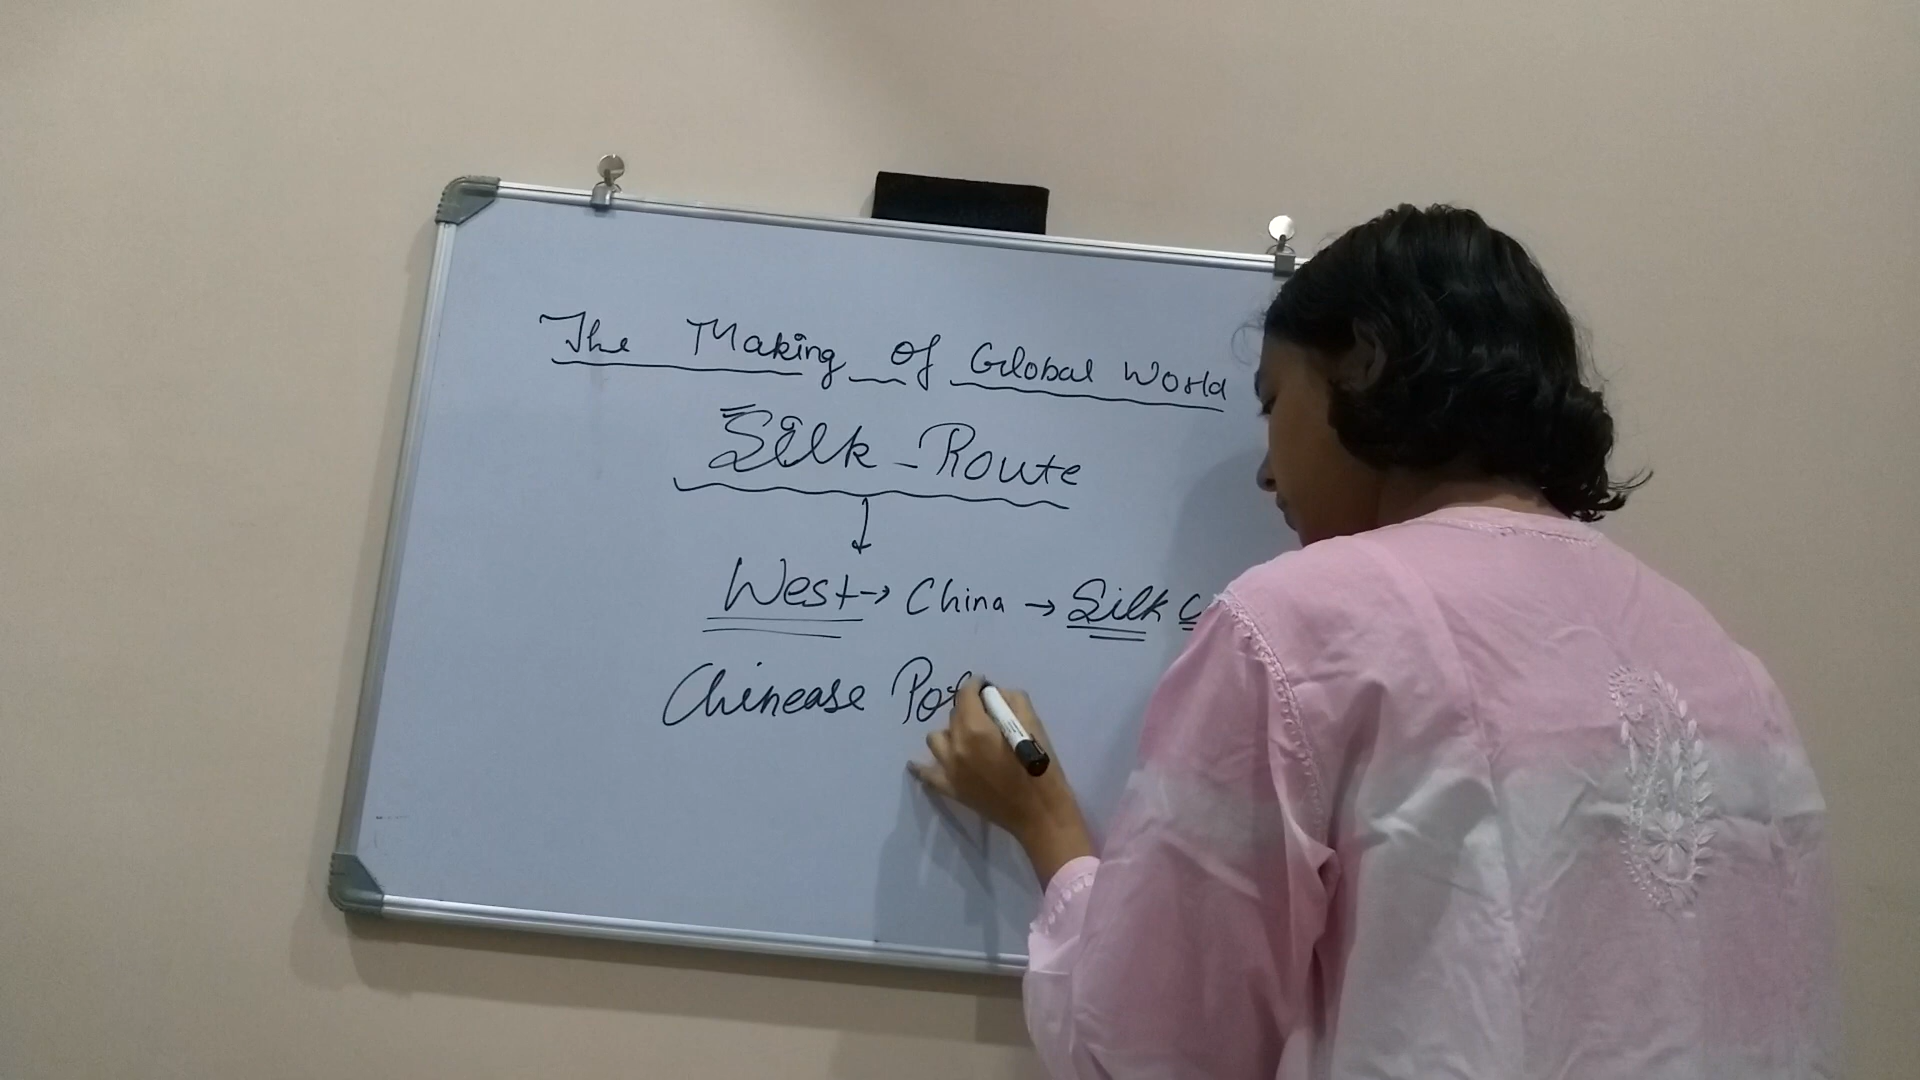 The Making Of Global World
Silk-Route
West → China → Silk
Chinease